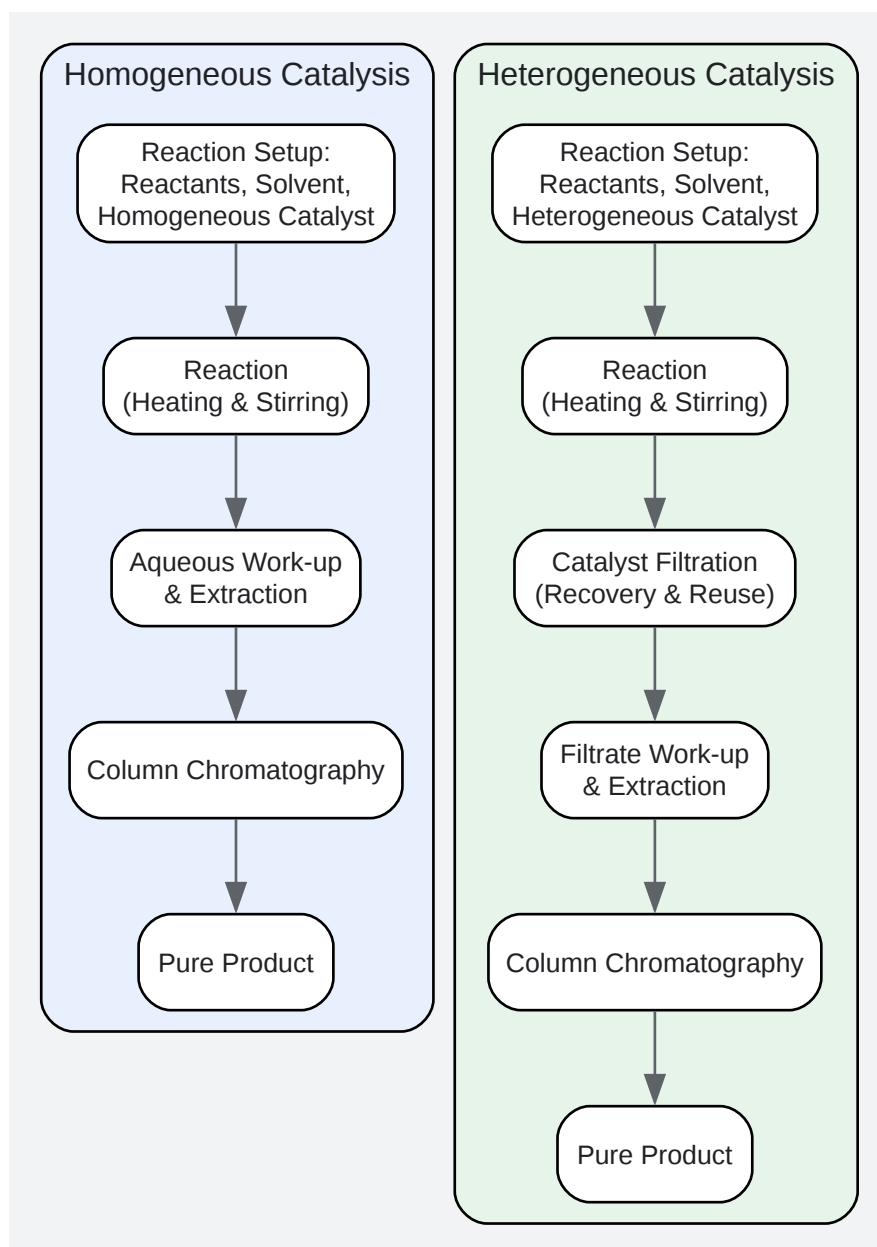 Homogeneous Catalysis
Reaction Setup:
Reactants, Solvent,
Homogeneous Catalyst
Reaction
(Heating & Stirring)
Aqueous Work-up
& Extraction
Column Chromatography
Pure Product
Heterogeneous Catalysis
Reaction Setup:
Reactants, Solvent,
Heterogeneous Catalyst
Reaction
(Heating & Stirring)
Catalyst Filtration
(Recovery & Reuse)
Filtrate Work-up
& Extraction
Column Chromatography
Pure Product